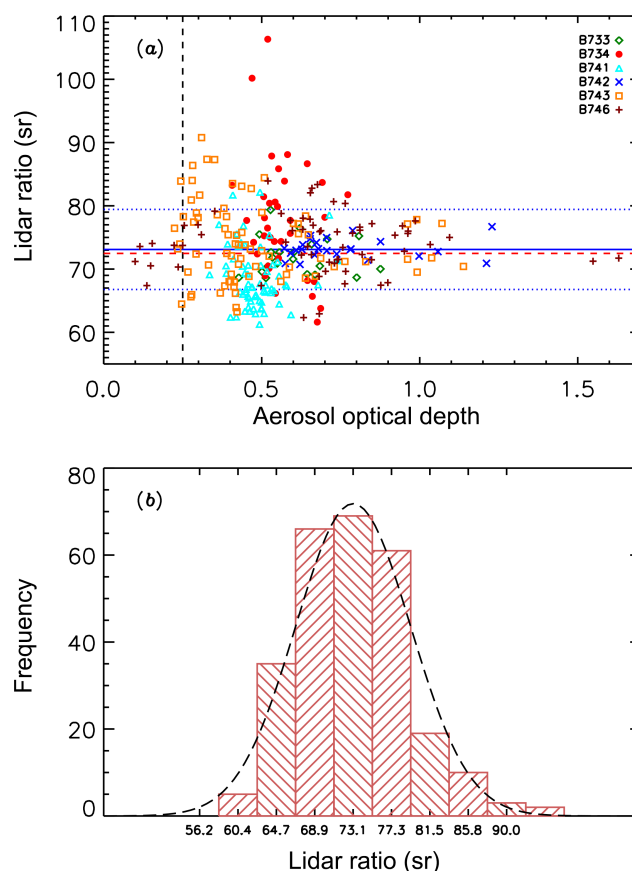 (a)
B733
B734
B741
B742
B743
B746
110
100
90
80
70
60
Lidar ratio (sr)
0.0 0.5 1.0 1.5
Aerosol optical depth
(b)
80
60
40
20
0
Frequency
56.2 60.4 64.7 68.9 73.1 77.3 81.5 85.8 90.0
Lidar ratio (sr)